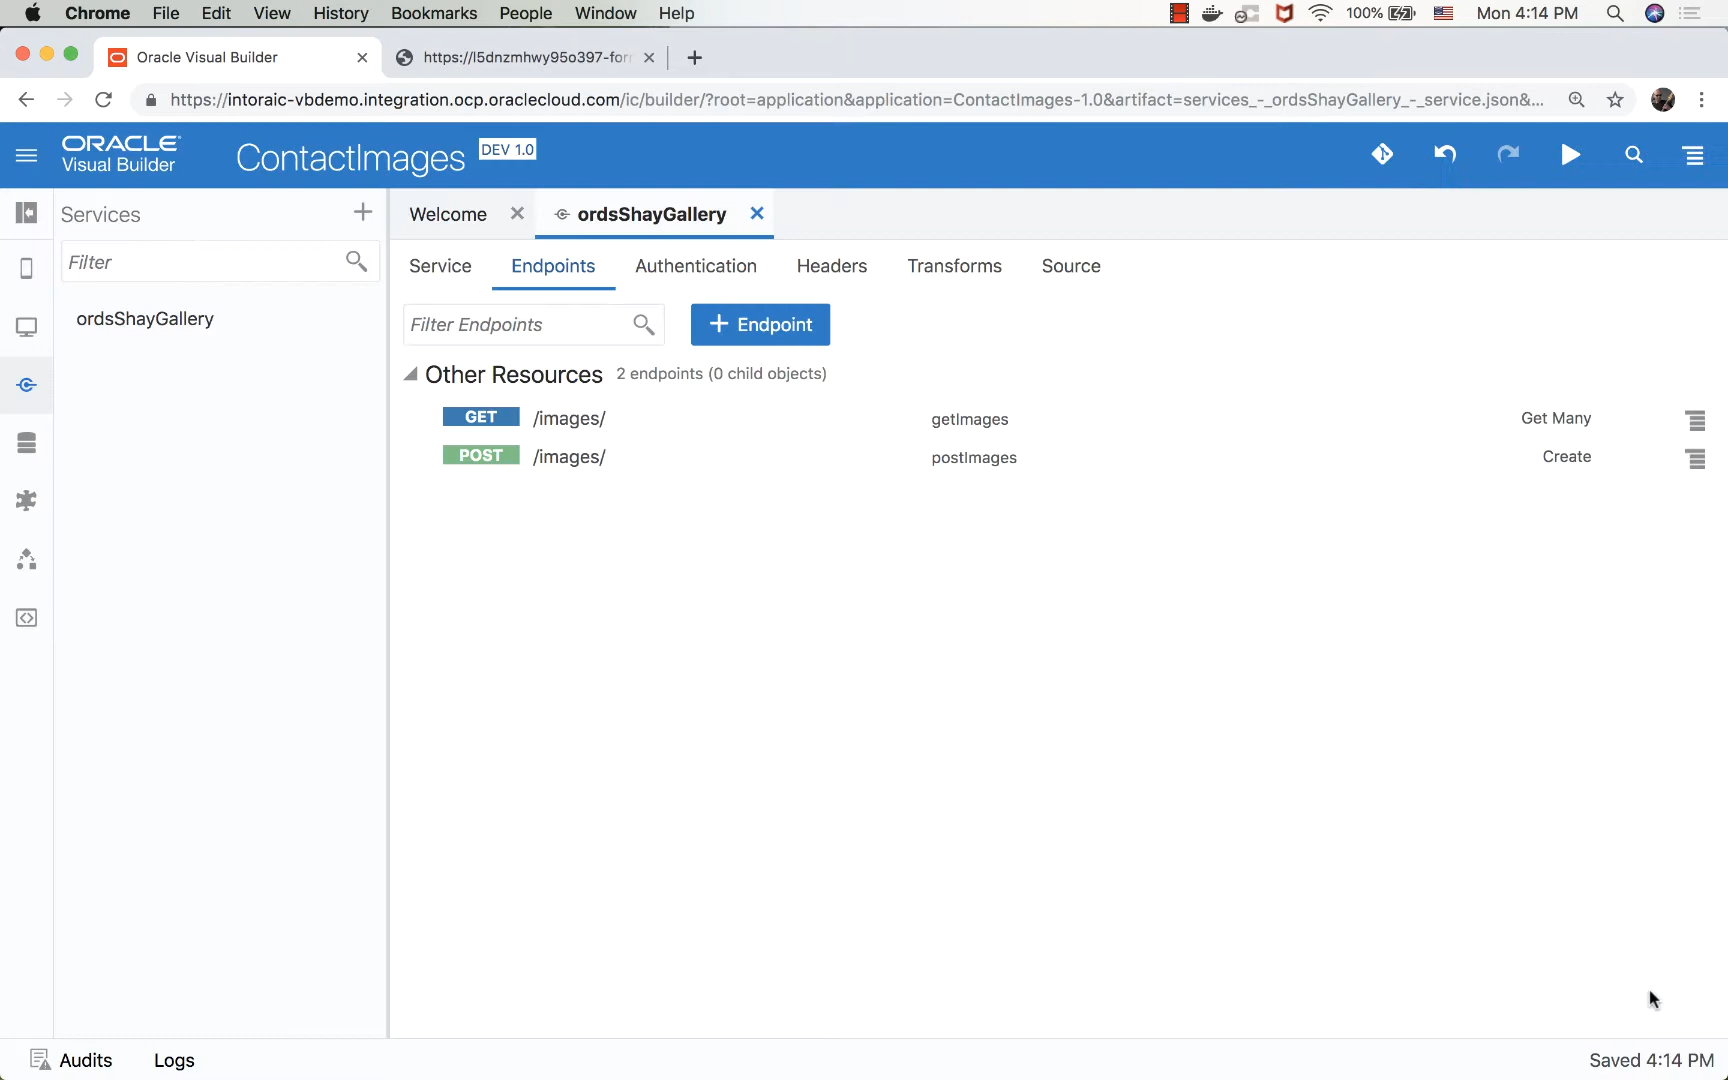 Chrome File Edit View History Bookmarks People Window Help 100% Mon 4:14 PM
Oracle Visual Builder https://l5dnzmhwy95o397-for
https://intoraic-vbdemo.integration.ocp.oraclecloud.com/ic/builder/?root=application&application=ContactImages-1.0&artifact=services_-_ordsShayGallery_-_service.json&...
ORACLE
Visual Builder
ContactImages DEV 1.0
Services
Welcome ordsShayGallery
Filter
Service Endpoints Authentication Headers Transforms Source
ordsShayGallery
Filter Endpoints + Endpoint
Other Resources 2 endpoints (0 child objects)
GET /images/ getImages Get Many
POST /images/ postImages Create
Audits Logs Saved 4:14 PM